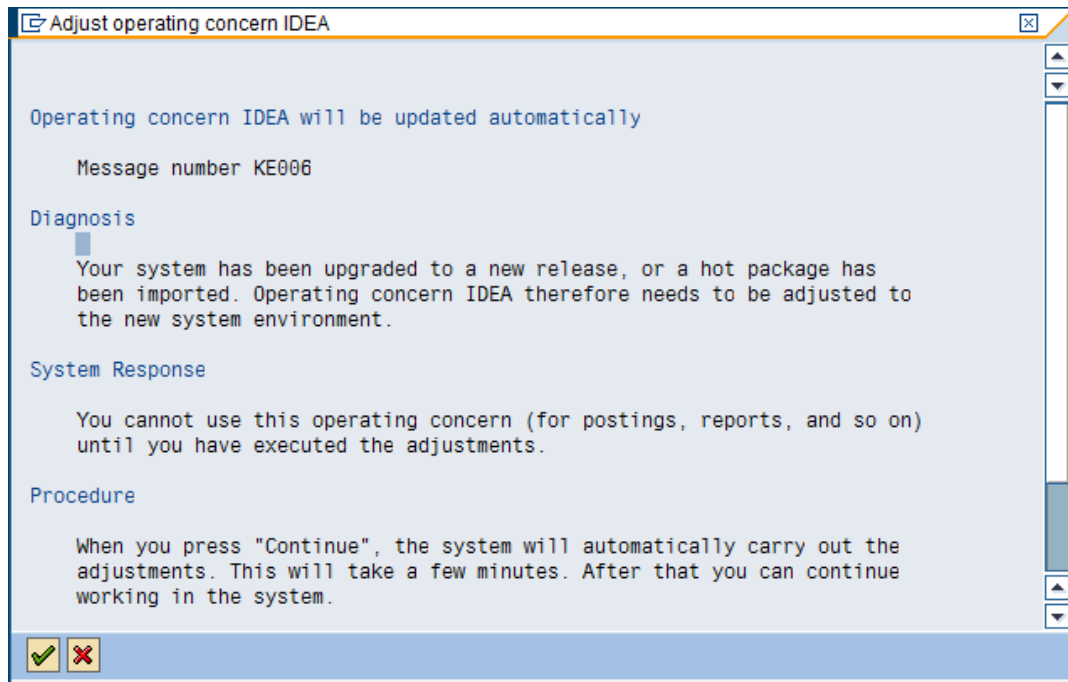 Adjust operating concern IDEA
Operating concern IDEA will be updated automatically
Message number KE006
Diagnosis
Your system has been upgraded to a new release, or a hot package has
been imported. Operating concern IDEA therefore needs to be adjusted to
the new system environment.
System Response
You cannot use this operating concern (for postings, reports, and so on)
until you have executed the adjustments.
Procedure
When you press "Continue", the system will automatically carry out the
adjustments. This will take a few minutes. After that you can continue
working in the system.